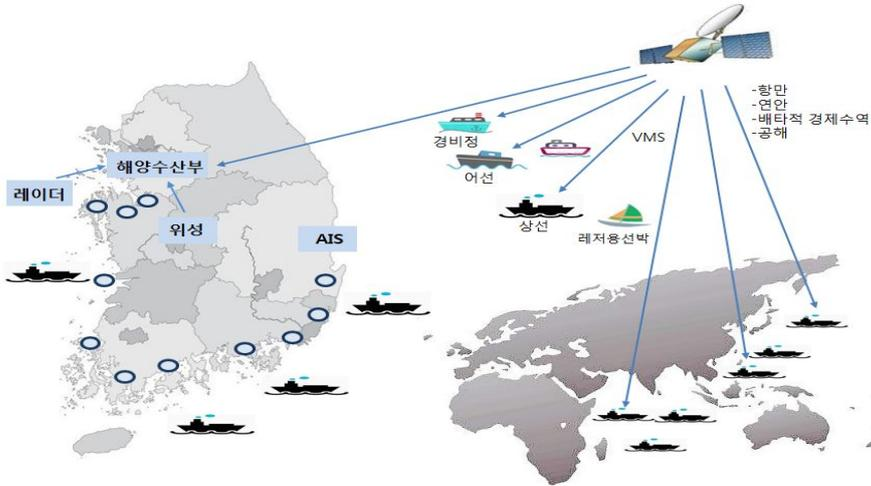 -항만
-연안
-배타적 경제수역
-공해
VMS
경비정
어선
상선
레저용선박
해양수산부
레이더
위성
AIS